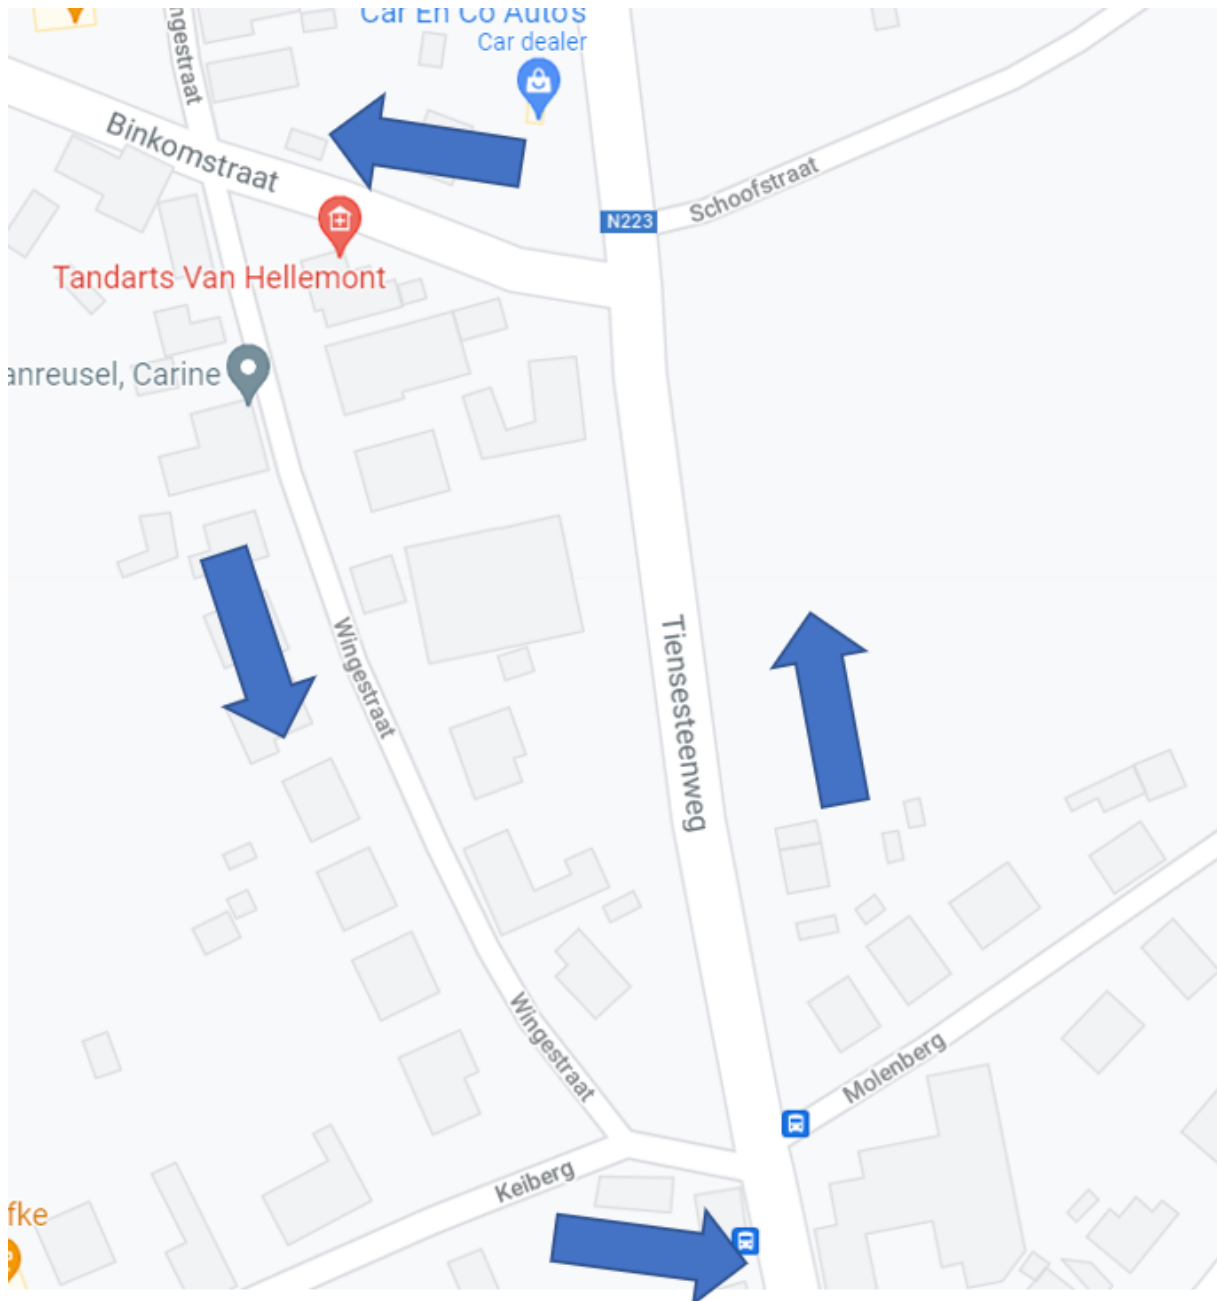 Car En Co Auto's
Car dealer
ngestraat
Binkomstraat
Schoofstraat
N223
Tandarts Van Hellemont
anreusel, Carine
Wingestraat
Tiensesteenweg
Wingestraat
Molenberg
Keiberg
fke